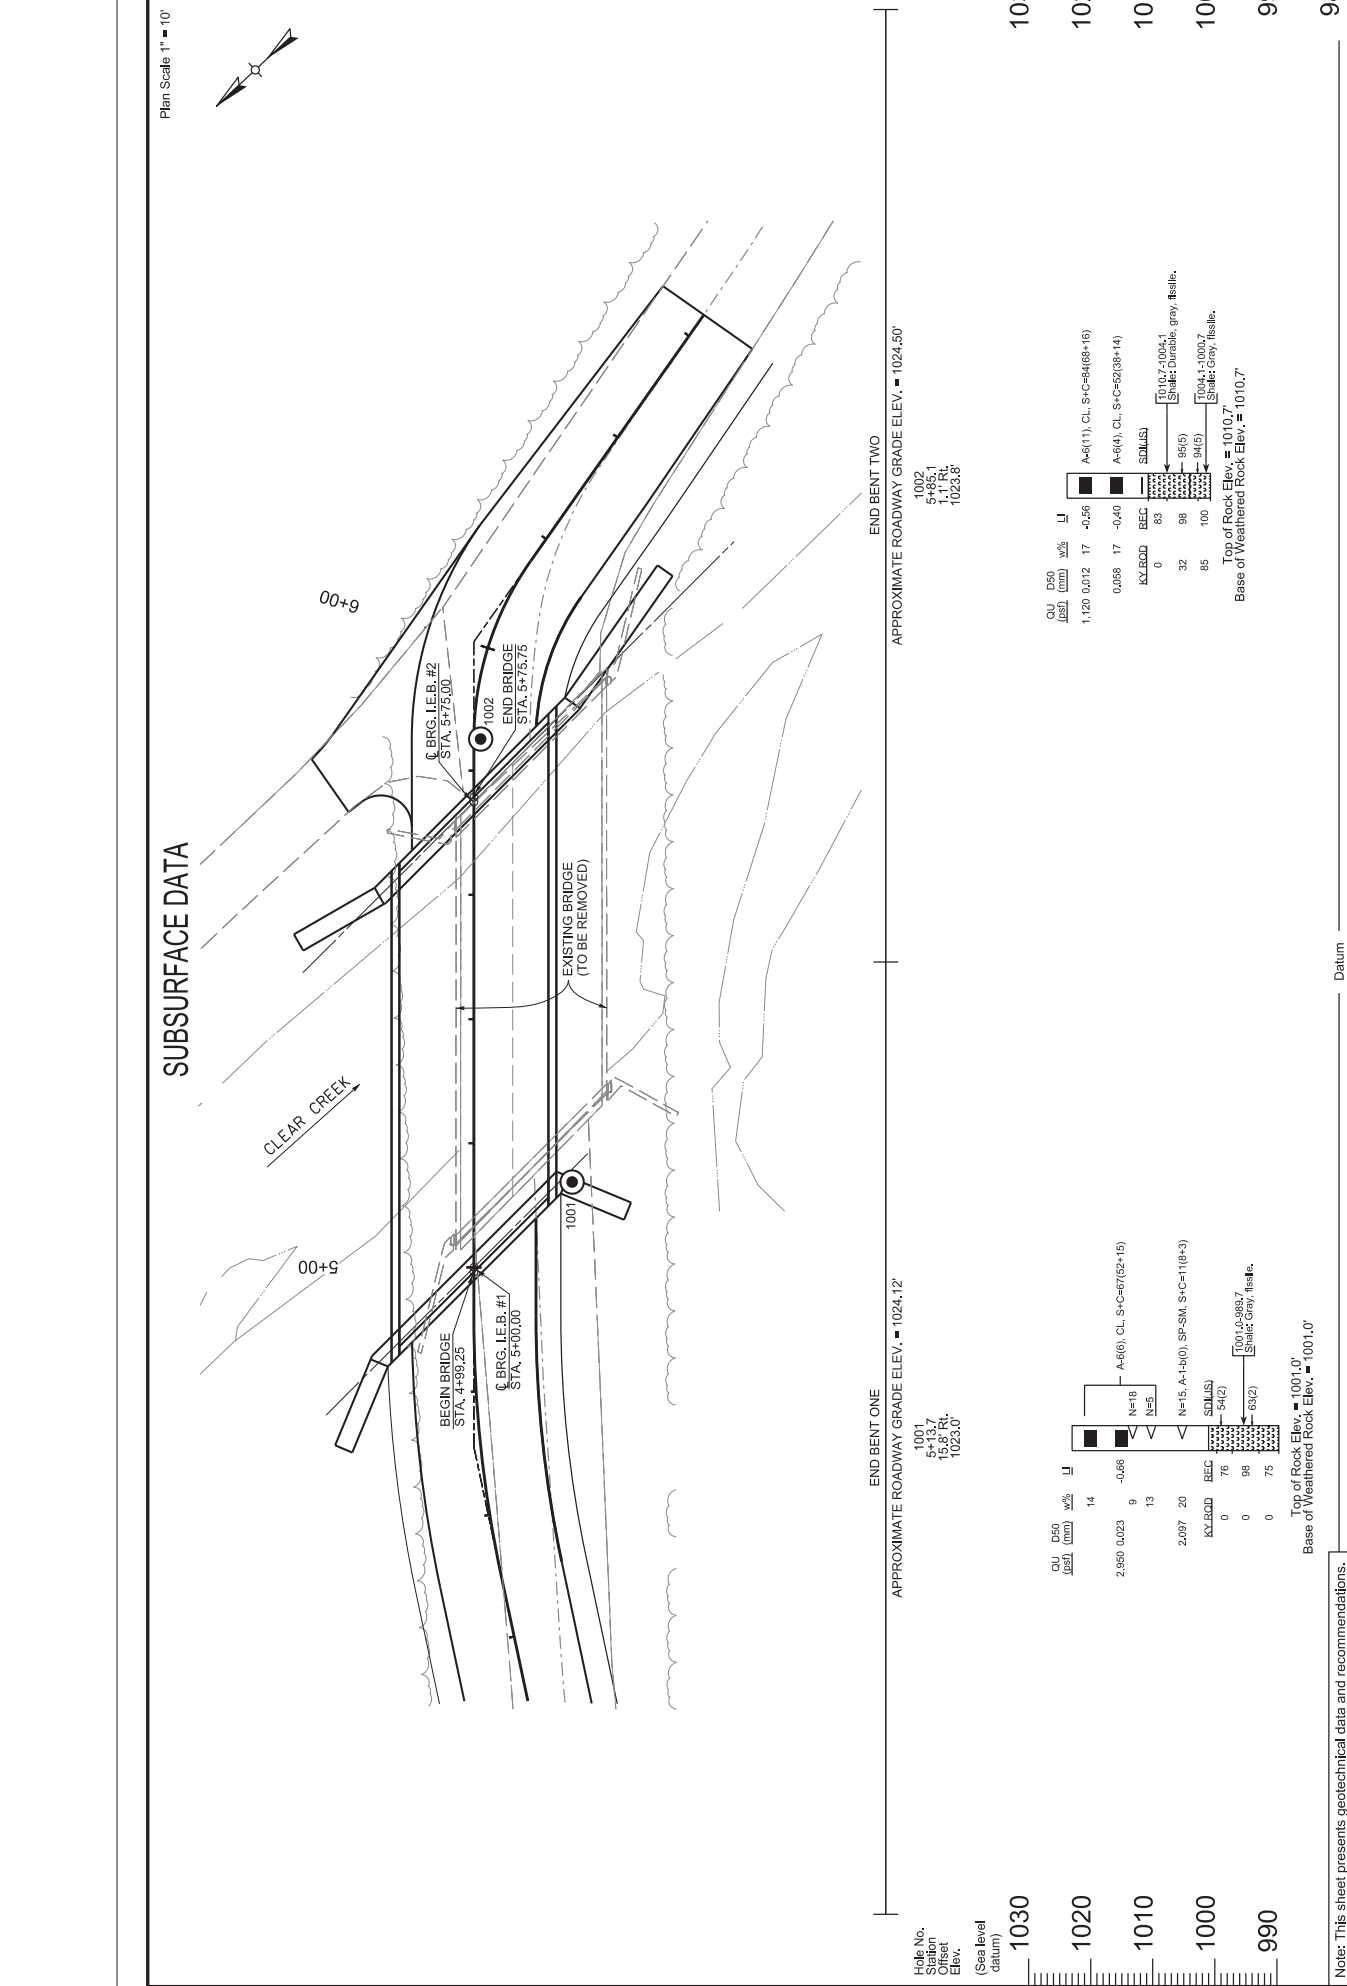 SUBSURFACE DATA
Plan Scale 1" = 10'
CLEAR CREEK
5+00
6+00
BEGIN BRIDGE
STA. 4+99.25
℄ BRG. I.E.B. #1
STA. 5+00.00
1001
EXISTING BRIDGE
(TO BE REMOVED)
℄ BRG. I.E.B. #2
STA. 5+75.00
1002
END BRIDGE
STA. 5+75.75
END BENT ONE
APPROXIMATE ROADWAY GRADE ELEV. = 1024.12'
END BENT TWO
APPROXIMATE ROADWAY GRADE ELEV. = 1024.50'
Hole No.
Station
Offset
Elev.
(Sea level
datum)
1030
1020
1010
1000
990
1001
5+13.7
15.8' Rt.
1023.0'
QU (psf) D50 (mm) w% LI
14
2,950 0.023 -0.66
9 N=18
13 N=5
A-6(6), CL, S+C=67(52+15)
2.097 20 N=15, A-1-b(0), SP-SM, S+C=11(8+3)
KY RQD REC SDI(JS)
0 76 54(2)
0 98 63(2)
0 75
1001.0-989.7
Shale: Gray, fissile.
Top of Rock Elev. = 1001.0'
Base of Weathered Rock Elev. = 1001.0'
1002
5+85.1
1.1' Rt.
1023.8'
QU (psf) D50 (mm) w% LI
1,120 0.012 17 -0.56 A-6(11), CL, S+C=84(68+16)
0.058 17 -0.40 A-6(4), CL, S+C=52(38+14)
KY RQD REC SDI(JS)
0 83
32 98 95(5)
85 100 94(5)
1010.7-1004.1
Shale: Durable, gray, fissile.
1004.1-1000.7
Shale: Gray, fissile.
Top of Rock Elev. = 1010.7'
Base of Weathered Rock Elev. = 1010.7'
Datum
Note: This sheet presents geotechnical data and recommendations.